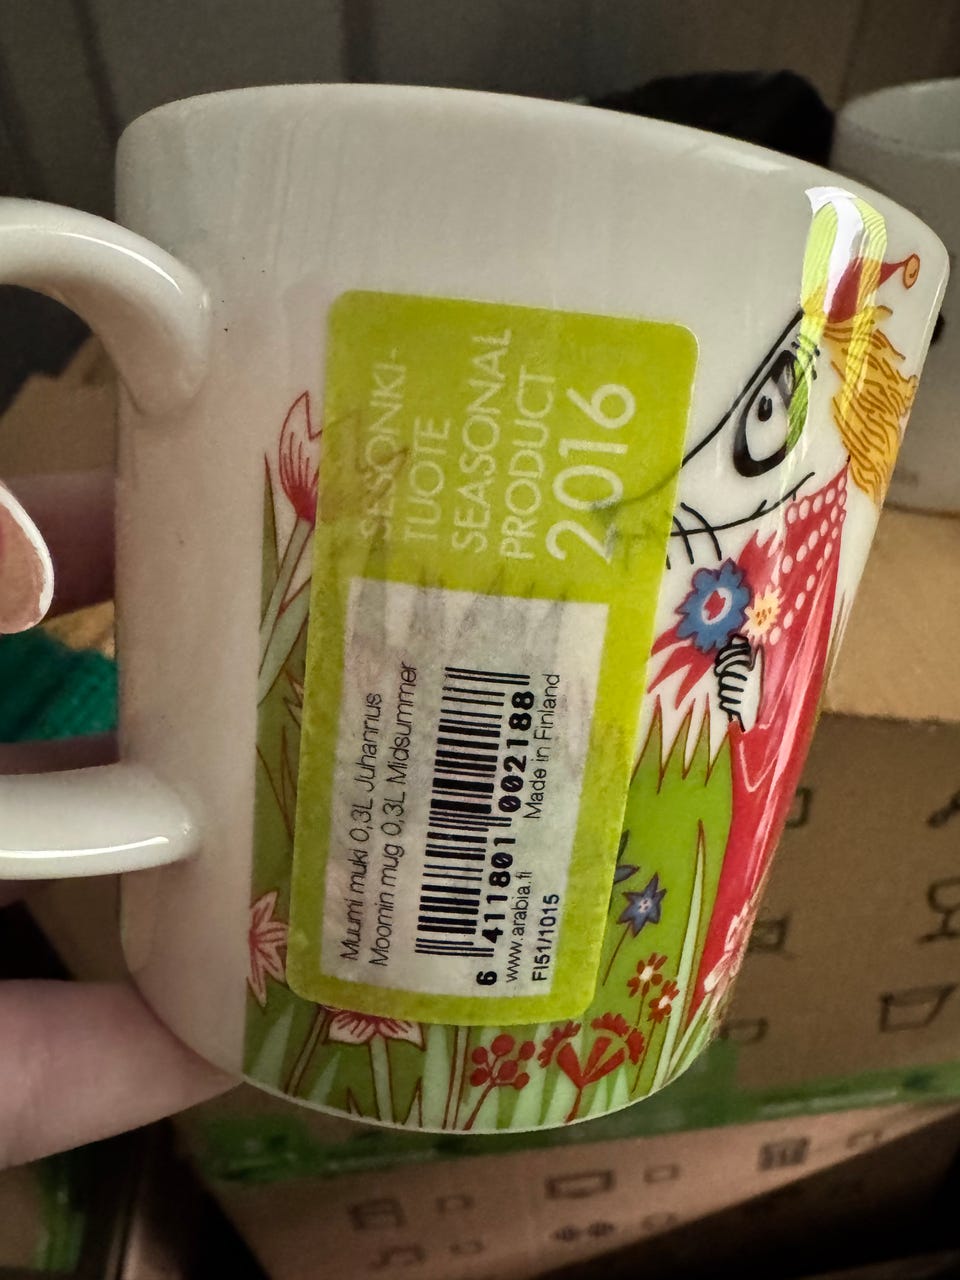 SESONKI-
TUOTE
SEASONAL
PRODUCT
2016
Muumi muki 0,3L Juhannus
Moomin mug 0,3L Midsummer
6 411801 002188
www.arabia.fi Made in Finland
FI51/1015